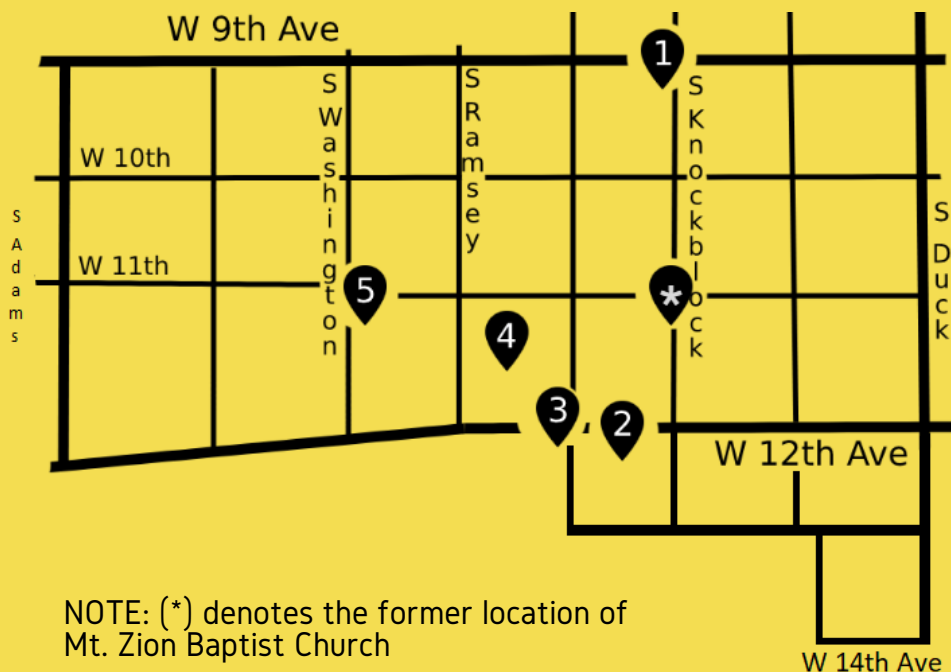 W 9th Ave
1
S Washington
S Ramsey
S Knockblock
W 10th
S Adams
S Duck
W 11th
5
*
4
3
2
W 12th Ave
NOTE: (*) denotes the former location of
Mt. Zion Baptist Church
W 14th Ave